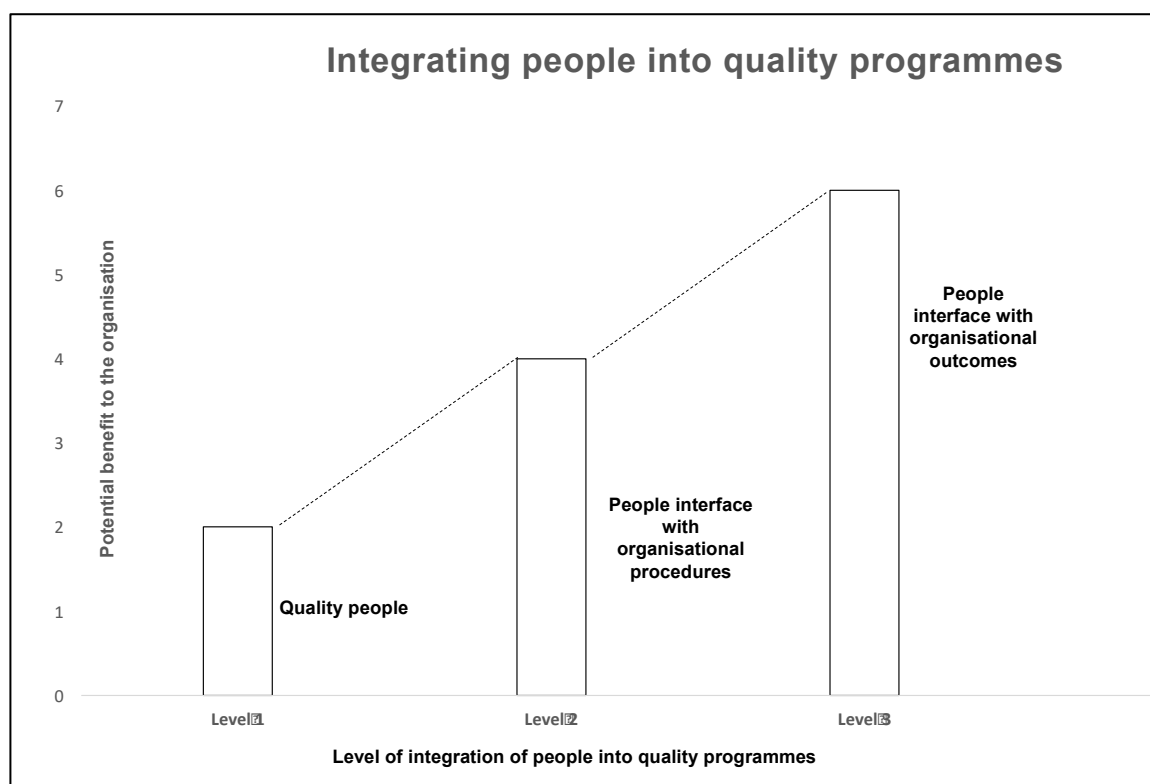 Integrating people into quality programmes
7
6
5
4
3
2
1
0
Potential benefit to the organisation
Quality people
People interface
with
organisational
procedures
People
interface with
organisational
outcomes
Level 1
Level 2
Level 3
Level of integration of people into quality programmes